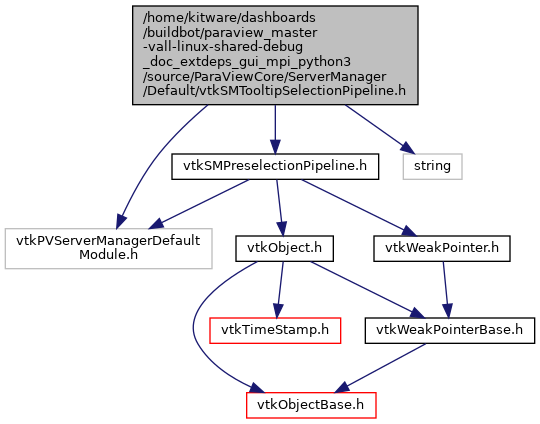 /home/kitware/dashboards
/buildbot/paraview_master
-vall-linux-shared-debug
_doc_extdeps_gui_mpi_python3
/source/ParaViewCore/ServerManager
/Default/vtkSMTooltipSelectionPipeline.h
vtkSMPreselectionPipeline.h
string
vtkPVServerManagerDefault
Module.h
vtkObject.h
vtkWeakPointer.h
vtkTimeStamp.h
vtkWeakPointerBase.h
vtkObjectBase.h